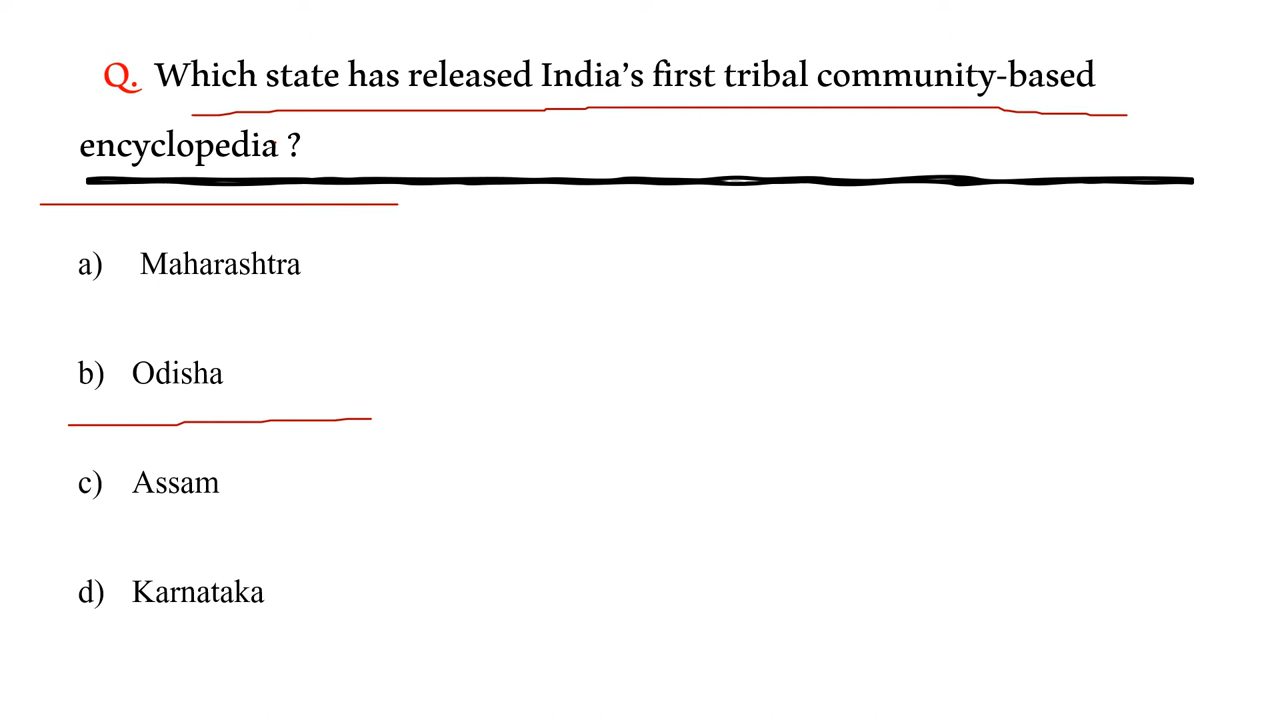 Q. Which state has released India’s first tribal community-based
encyclopedia ?
a) Maharashtra
b) Odisha
c) Assam
d) Karnataka